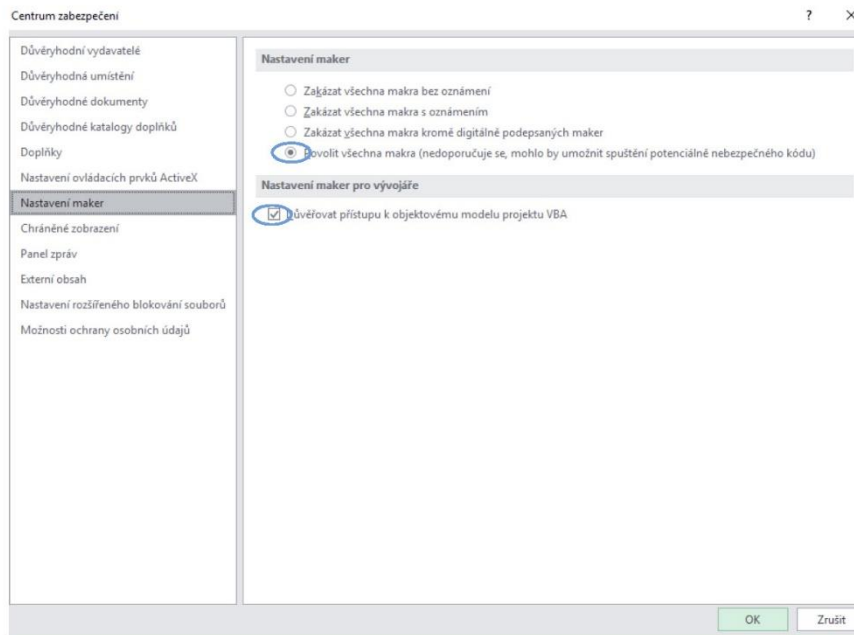 Centrum zabezpečení
Důvěryhodní vydavatelé
Důvěryhodná umístění
Důvěryhodné dokumenty
Důvěryhodné katalogy doplňků
Doplňky
Nastavení ovládacích prvků ActiveX
Nastavení maker
Chráněné zobrazení
Panel zpráv
Externí obsah
Nastavení rozšířeného blokování souborů
Možnosti ochrany osobních údajů
Nastavení maker
Zakázat všechna makra bez oznámení
Zakázat všechna makra s oznámením
Zakázat všechna makra kromě digitálně podepsaných maker
Povolit všechna makra (nedoporučuje se, mohlo by umožnit spuštění potenciálně nebezpečného kódu)
Nastavení maker pro vývojáře
Důvěřovat přístupu k objektovému modelu projektu VBA
OK Zrušit